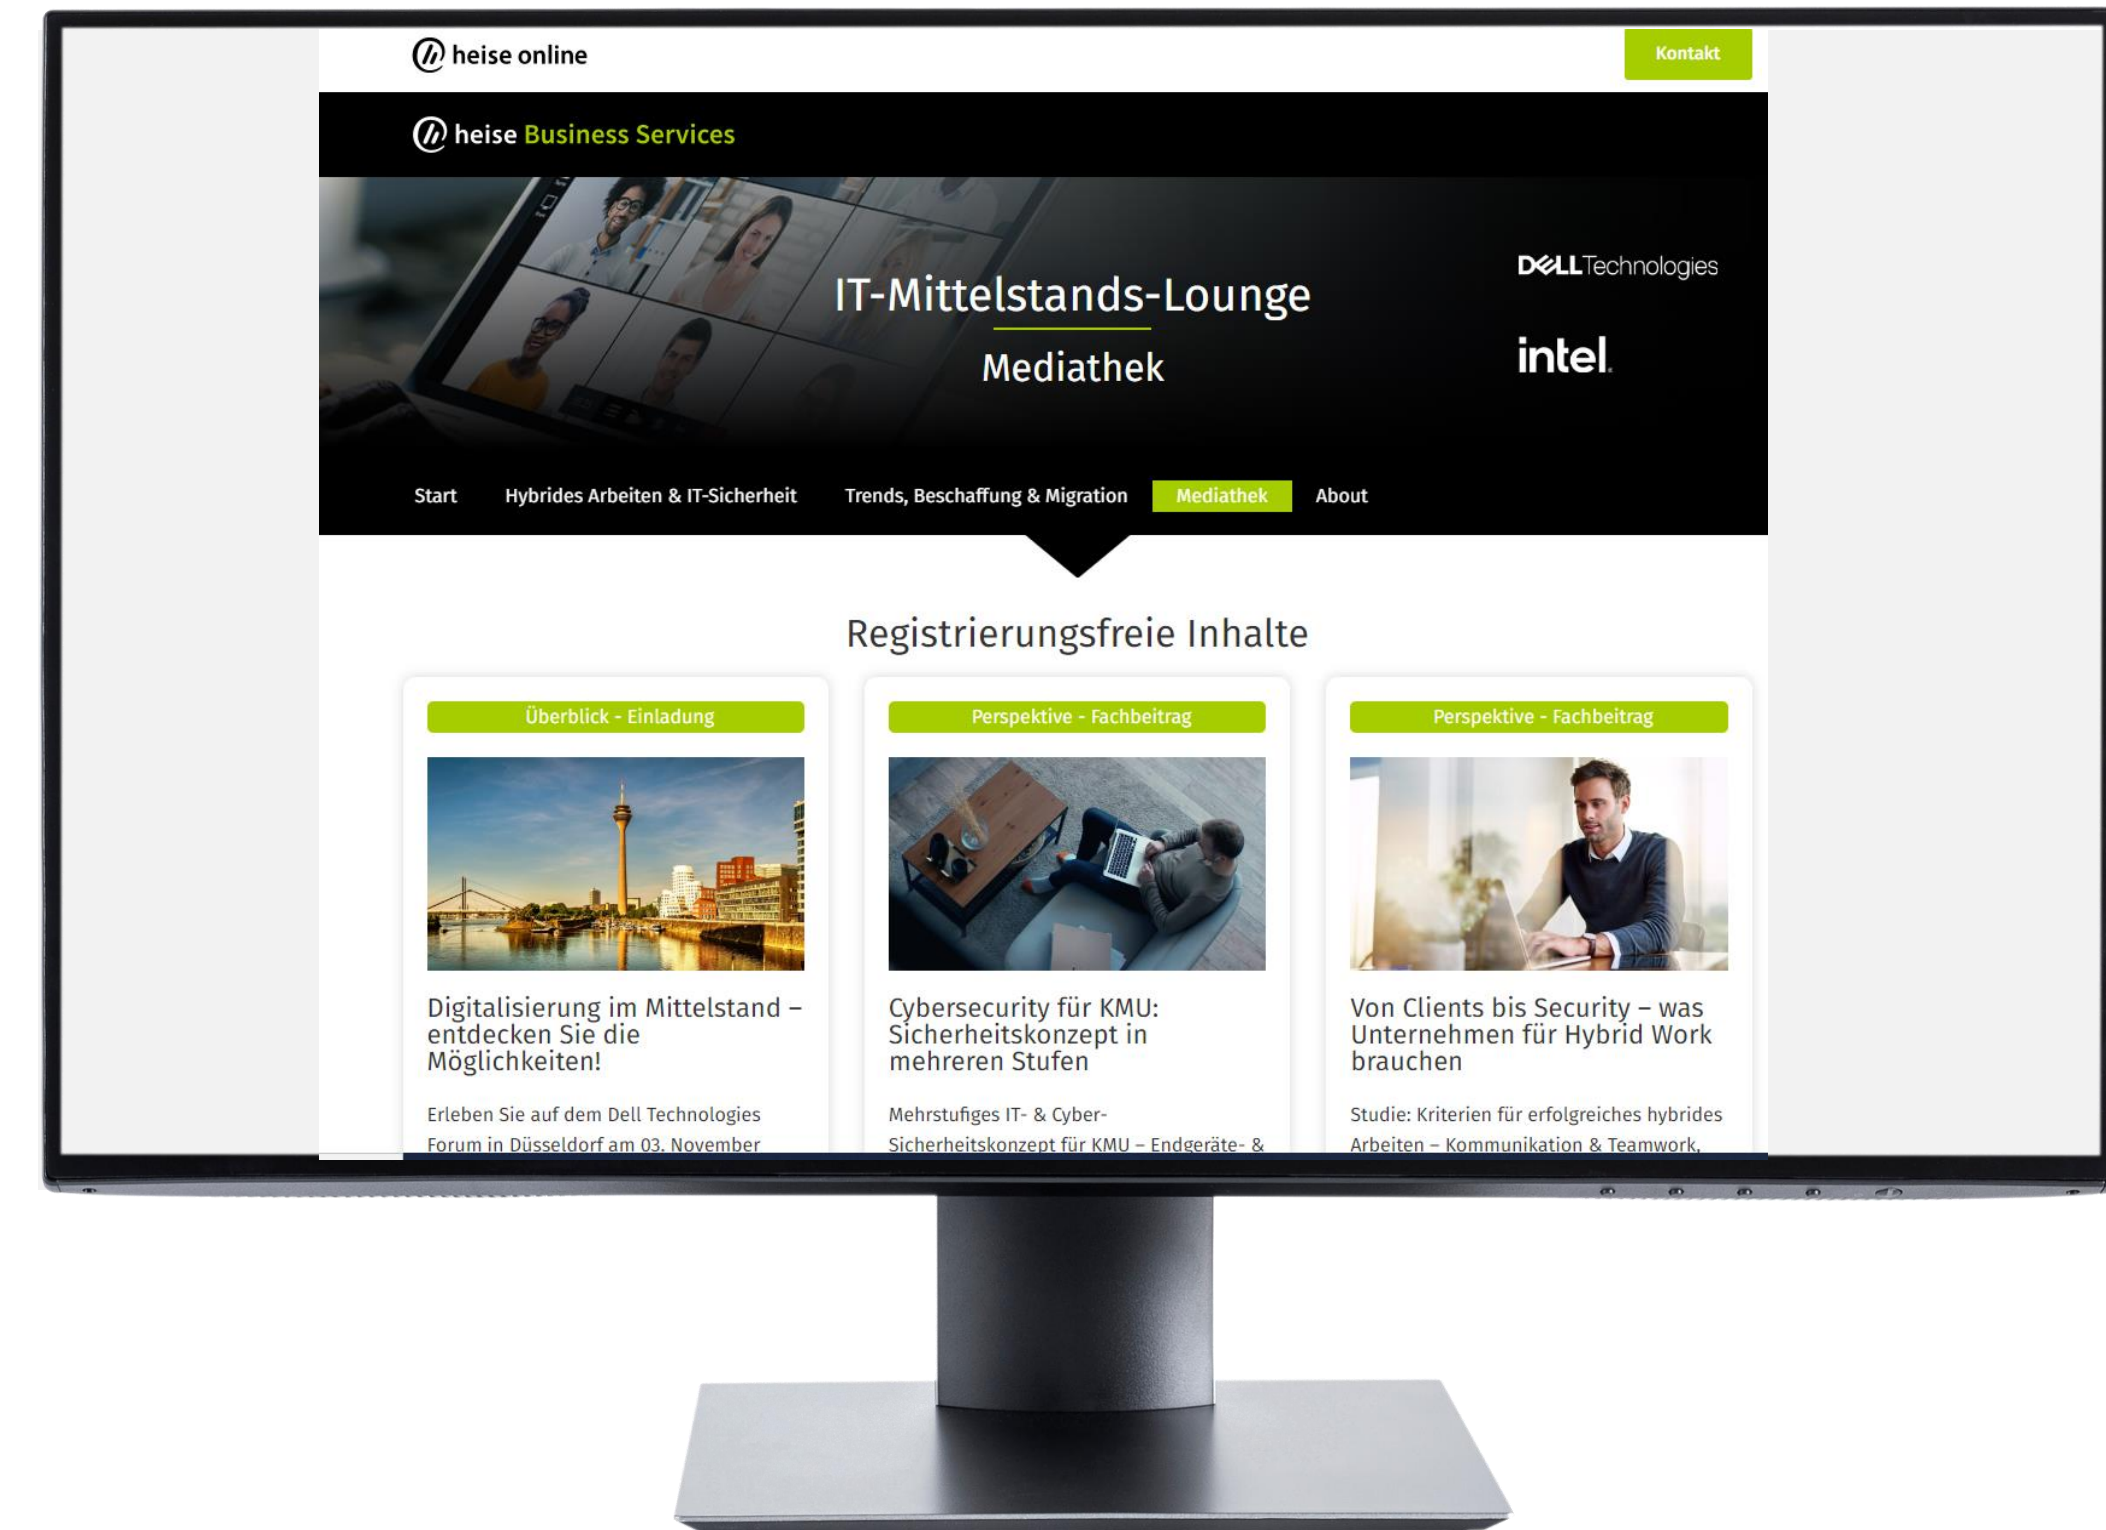 heise online
Kontakt
heise Business Services
IT-Mittelstands-Lounge
Mediathek
DELLTechnologies
intel.
Start Hybrides Arbeiten & IT-Sicherheit Trends, Beschaffung & Migration Mediathek About
Registrierungsfreie Inhalte
Überblick - Einladung
Digitalisierung im Mittelstand –
entdecken Sie die
Möglichkeiten!
Erleben Sie auf dem Dell Technologies
Forum in Düsseldorf am 03. November
Perspektive - Fachbeitrag
Cybersecurity für KMU:
Sicherheitskonzept in
mehreren Stufen
Mehrstufiges IT- & Cyber-
Sicherheitskonzept für KMU – Endgeräte- &
Perspektive - Fachbeitrag
Von Clients bis Security – was
Unternehmen für Hybrid Work
brauchen
Studie: Kriterien für erfolgreiches hybrides
Arbeiten – Kommunikation & Teamwork,